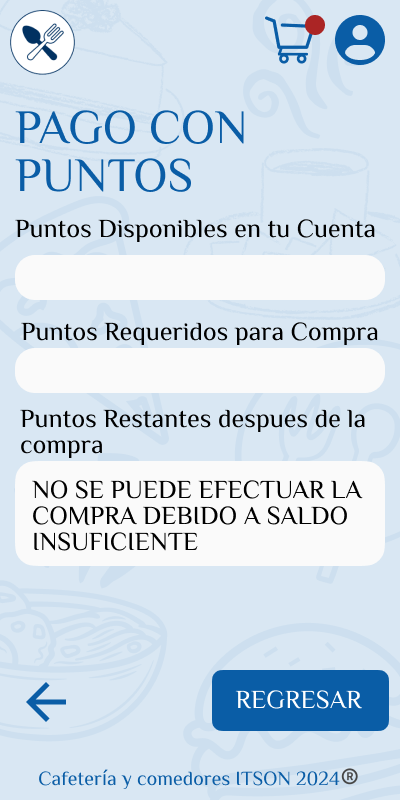 PAGO CON
PUNTOS
Puntos Disponibles en tu Cuenta
Puntos Requeridos para Compra
Puntos Restantes despues de la
compra
NO SE PUEDE EFECTUAR LA
COMPRA DEBIDO A SALDO
INSUFICIENTE
REGRESAR
Cafetería y comedores ITSON 2024®